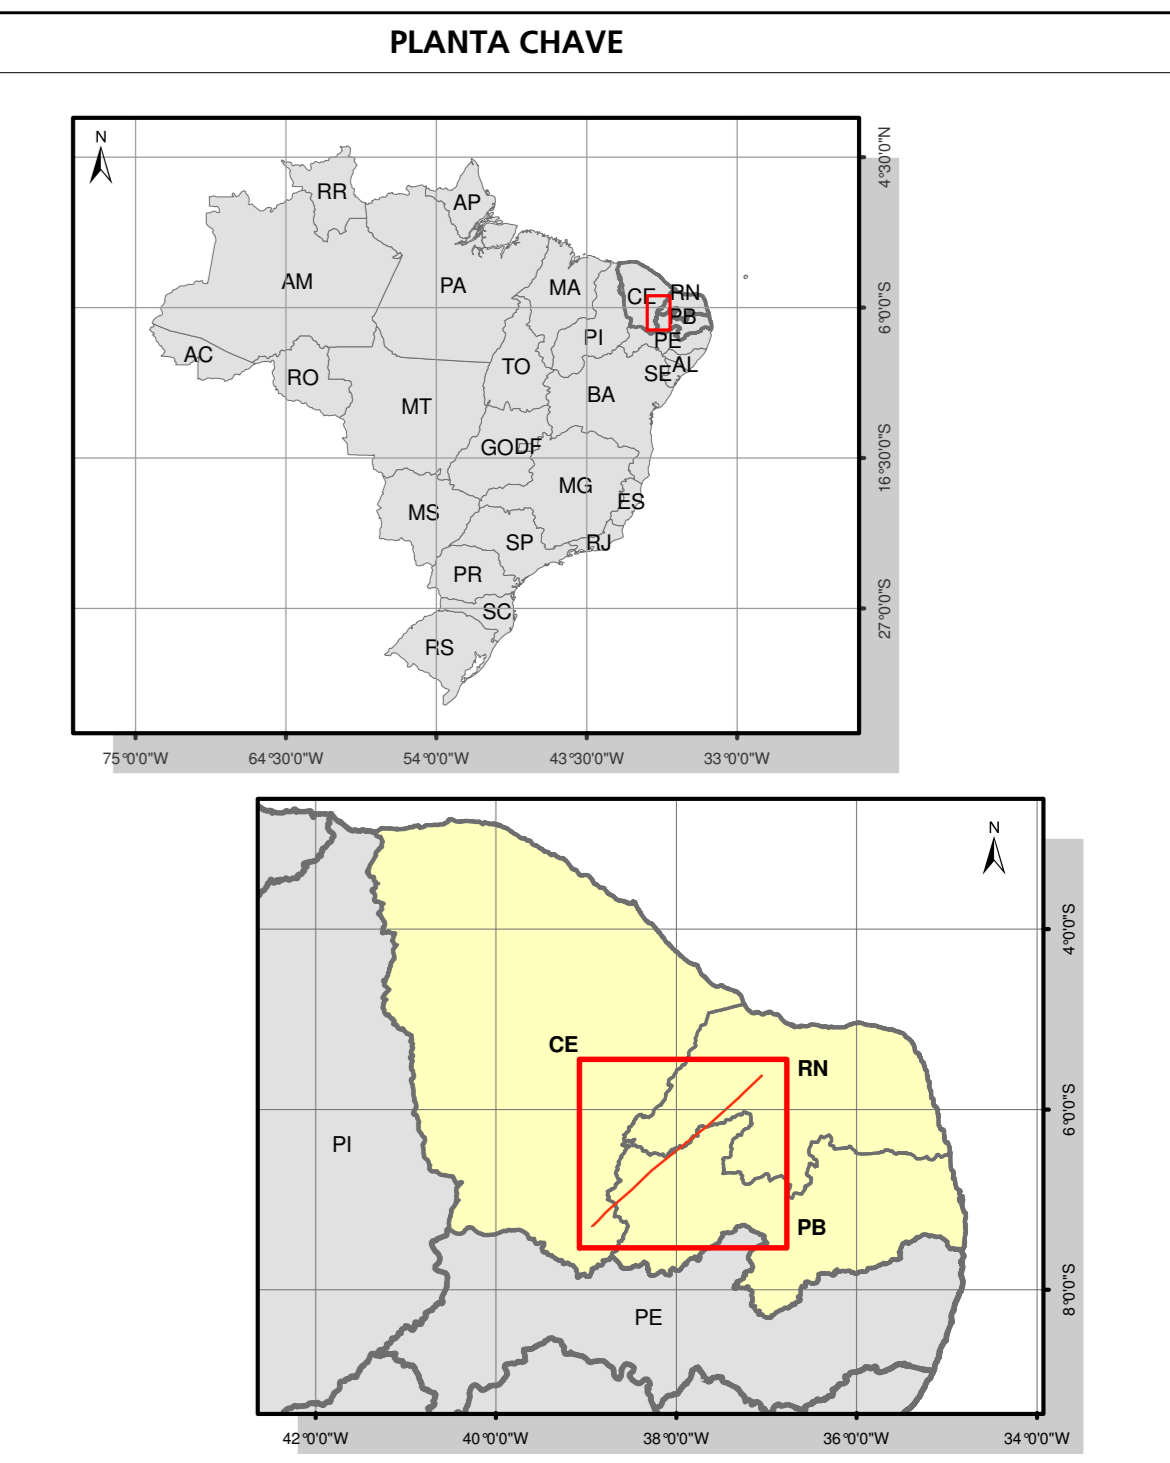 PLANTA CHAVE
N
4°30'0"N
RR
AP
AM
PA
MA
CE
RN
6°0'0"S
PB
PI
PE
AC
AL
TO
SE
RO
BA
MT
GO
DF
16°30'0"S
MG
ES
MS
SP
RJ
PR
SC
27°0'0"S
RS
75°0'0"W
64°30'0"W
54°0'0"W
43°30'0"W
33°0'0"W
N
4°0'0"S
CE
RN
6°0'0"S
PI
PB
8°0'0"S
PE
42°0'0"W
40°0'0"W
38°0'0"W
36°0'0"W
34°0'0"W